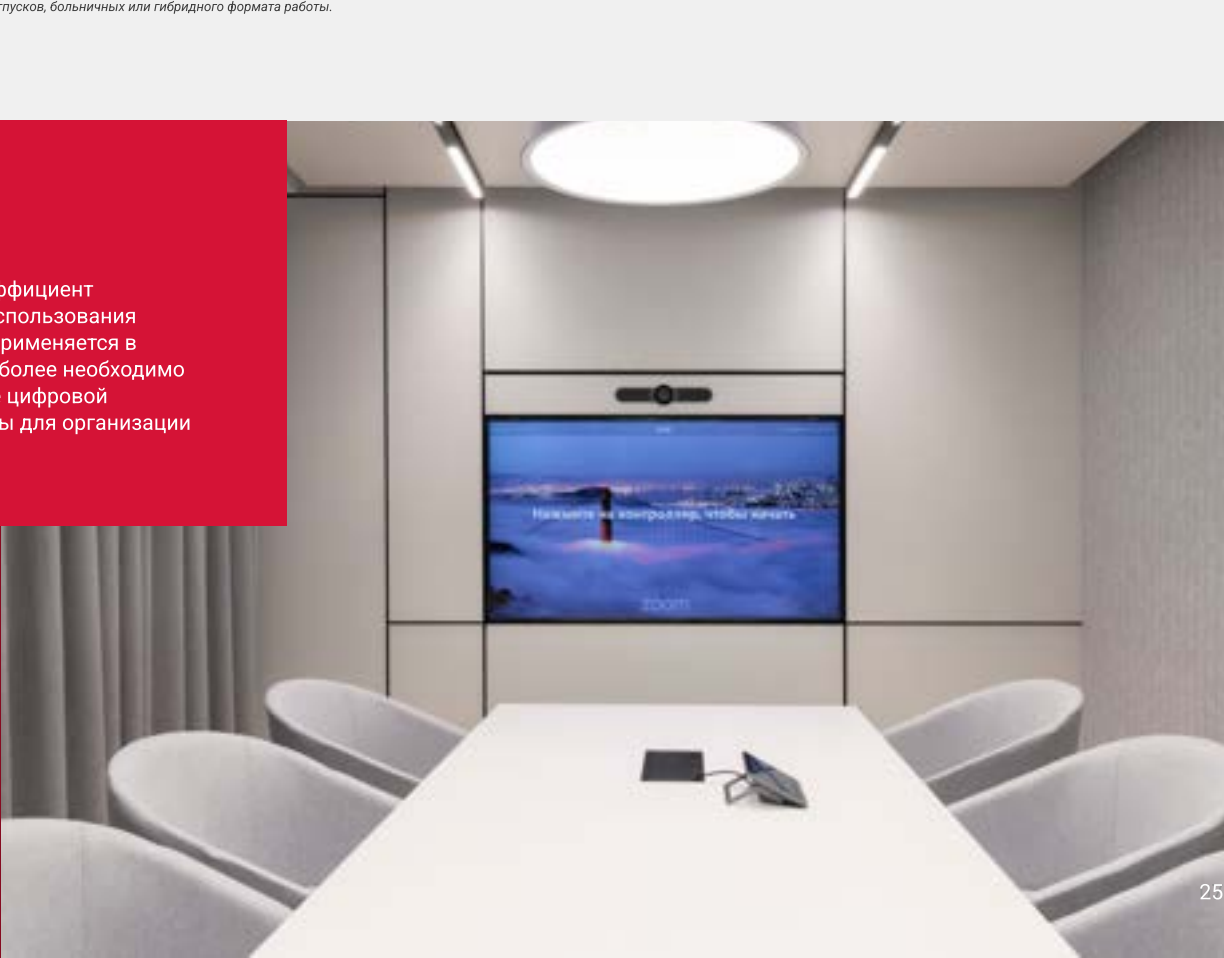 тпусков, больничных или гибридного формата работы.
эффициент
спользования
рименяется в
более необходимо
цифровой
ы для организации
Нажмите на контроллер, чтобы начать
zoom
25